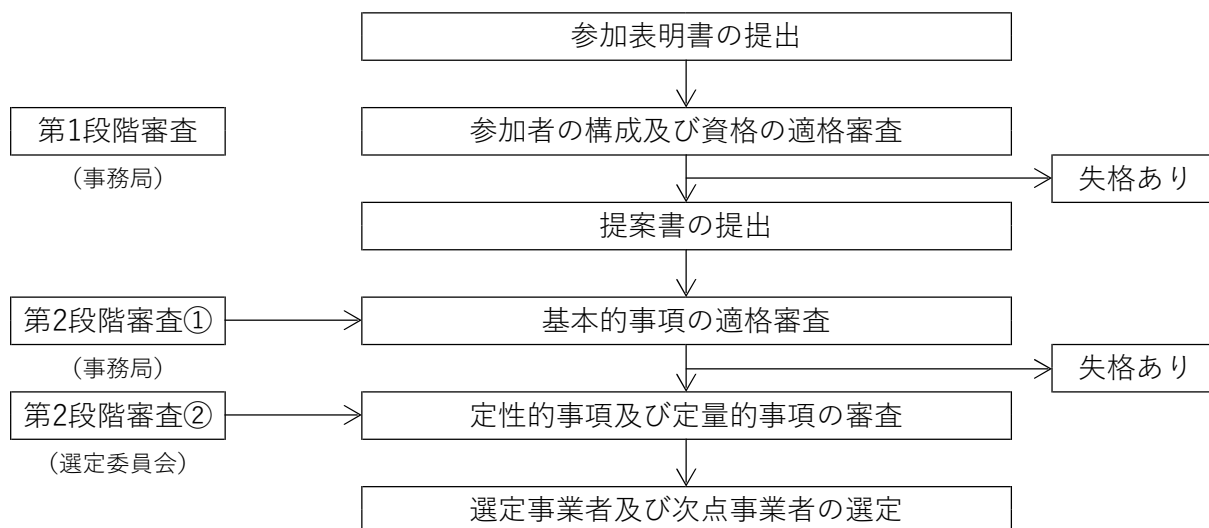 参加表明書の提出
第1段階審査
参加者の構成及び資格の適格審査
（事務局）
失格あり
提案書の提出
第2段階審査①
基本的事項の適格審査
（事務局）
失格あり
第2段階審査②
定性的事項及び定量的事項の審査
（選定委員会）
選定事業者及び次点事業者の選定